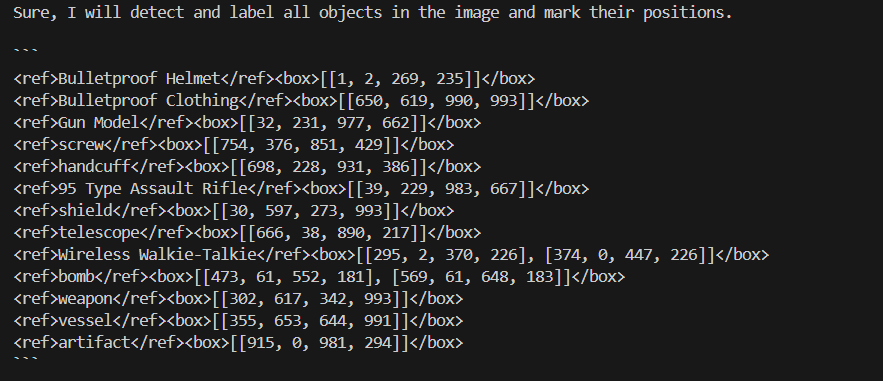 Sure, I will detect and label all objects in the image and mark their positions.
```
<ref>Bulletproof Helmet</ref><box>[[1, 2, 269, 235]]</box>
<ref>Bulletproof Clothing</ref><box>[[650, 619, 990, 993]]</box>
<ref>Gun Model</ref><box>[[32, 231, 977, 662]]</box>
<ref>screw</ref><box>[[754, 376, 851, 429]]</box>
<ref>handcuff</ref><box>[[698, 228, 931, 386]]</box>
<ref>95 Type Assault Rifle</ref><box>[[39, 229, 983, 667]]</box>
<ref>shield</ref><box>[[30, 597, 273, 993]]</box>
<ref>telescope</ref><box>[[666, 38, 890, 217]]</box>
<ref>Wireless Walkie-Talkie</ref><box>[[295, 2, 370, 226], [374, 0, 447, 226]]</box>
<ref>bomb</ref><box>[[473, 61, 552, 181], [569, 61, 648, 183]]</box>
<ref>weapon</ref><box>[[302, 617, 342, 993]]</box>
<ref>vessel</ref><box>[[355, 653, 644, 991]]</box>
<ref>artifact</ref><box>[[915, 0, 981, 294]]</box>
```